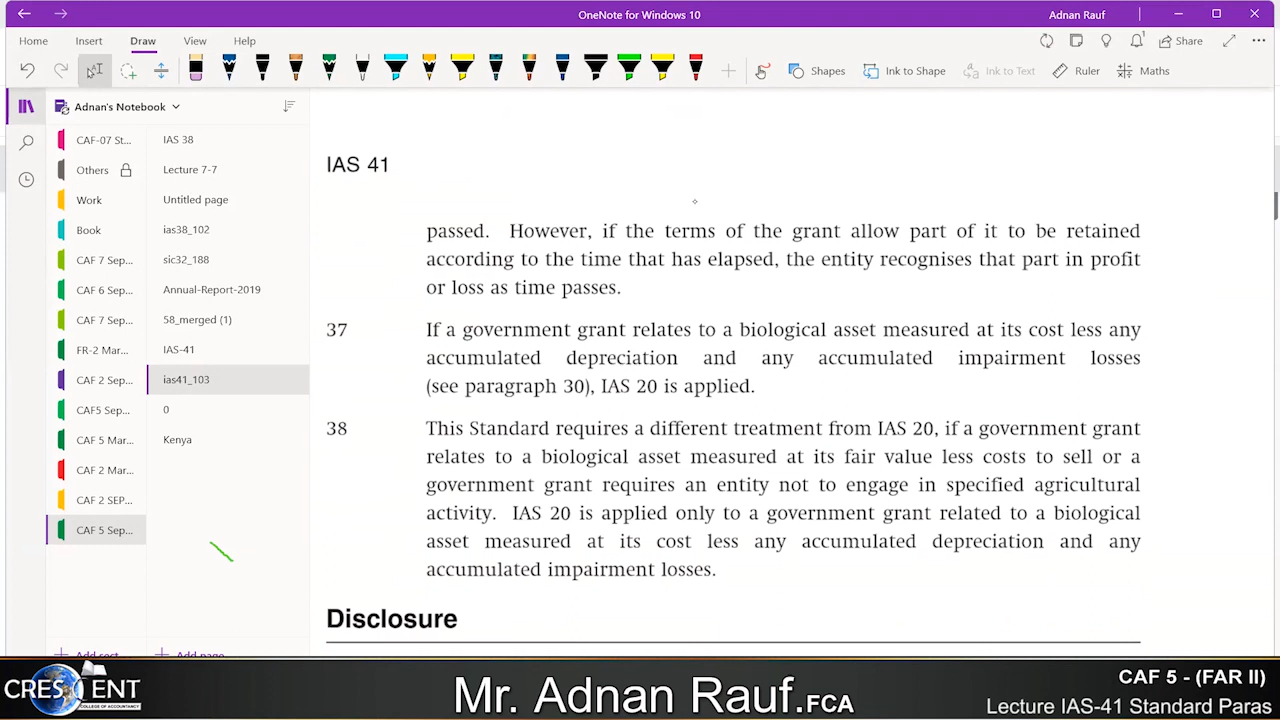 OneNote for Windows 10
Adnan Rauf
Home
Insert
Draw
View
Help
Share
Shapes
Ink to Shape
Ink to Text
Ruler
Maths
Adnan's Notebook
CAF-07 St...
Others
Work
Book
CAF 7 Sep...
CAF 6 Sep...
CAF 7 Sep...
FR-2 Mar...
CAF 2 Sep...
CAF5 Sep...
CAF 5 Mar...
CAF 2 Mar...
CAF 2 SEP...
CAF 5 Sep...
IAS 38
Lecture 7-7
Untitled page
ias38_102
sic32_188
Annual-Report-2019
58_merged (1)
IAS-41
ias41_103
0
Kenya
Add page
IAS 41
passed. However, if the terms of the grant allow part of it to be retained
according to the time that has elapsed, the entity recognises that part in profit
or loss as time passes.
37 If a government grant relates to a biological asset measured at its cost less any
accumulated depreciation and any accumulated impairment losses
(see paragraph 30), IAS 20 is applied.
38 This Standard requires a different treatment from IAS 20, if a government grant
relates to a biological asset measured at its fair value less costs to sell or a
government grant requires an entity not to engage in specified agricultural
activity. IAS 20 is applied only to a government grant related to a biological
asset measured at its cost less any accumulated depreciation and any
accumulated impairment losses.
Disclosure
CRESCENT
COLLEGE OF ACCOUNTANCY
Mr. Adnan Rauf.FCA
CAF 5 - (FAR II)
Lecture IAS-41 Standard Paras